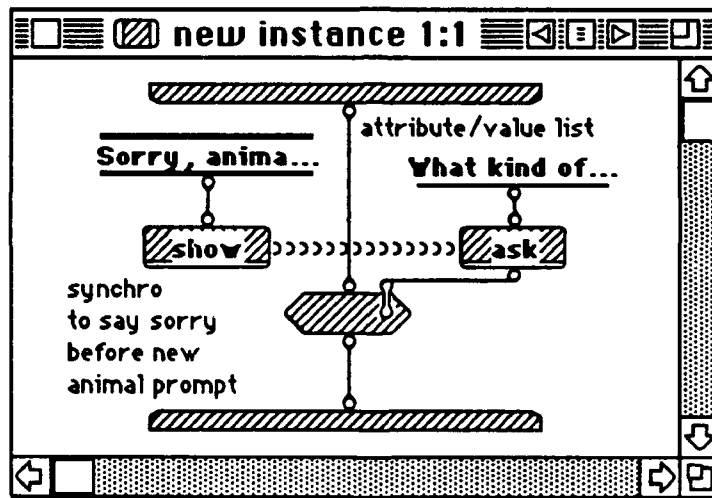 new instance 1:1
attribute/value list
Sorry, anima...
What kind of...
show
ask
synchro
to say sorry
before new
animal prompt